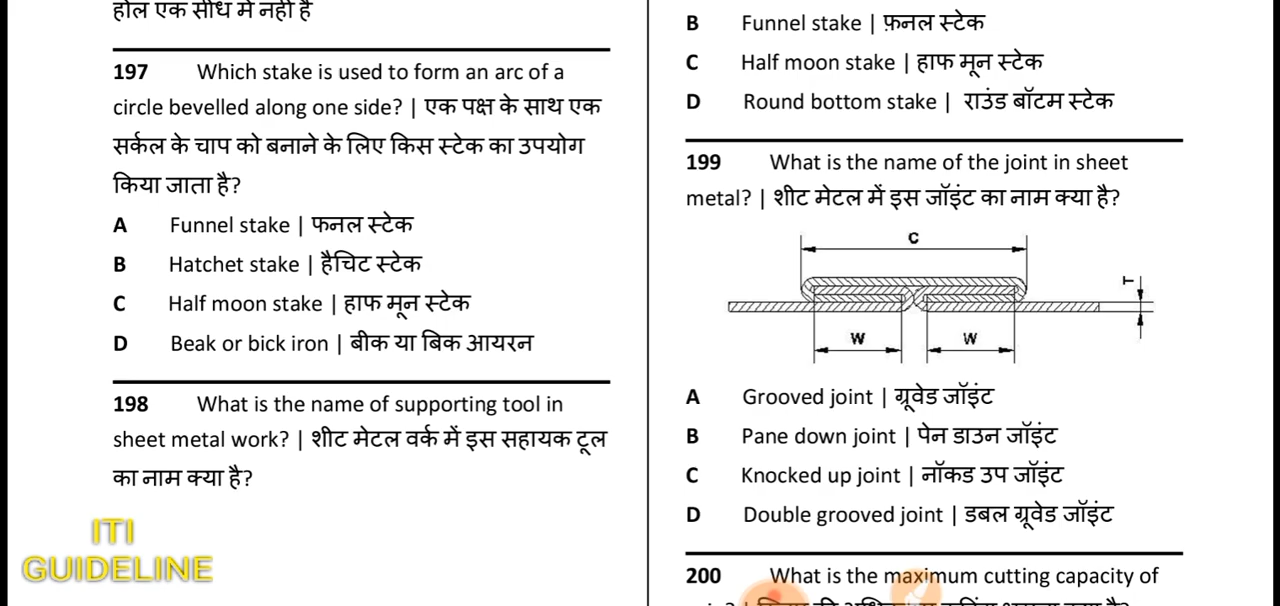 होल एक सीध में नहीं है
197 Which stake is used to form an arc of a
circle bevelled along one side? | एक पक्ष के साथ एक
सर्कल के चाप को बनाने के लिए किस स्टेक का उपयोग
किया जाता है?
A Funnel stake | फनल स्टेक
B Hatchet stake | हैचिट स्टेक
C Half moon stake | हाफ मून स्टेक
D Beak or bick iron | बीक या बिक आयरन
198 What is the name of supporting tool in
sheet metal work? | शीट मेटल वर्क में इस सहायक टूल
का नाम क्या है?
ITI
GUIDELINE
B Funnel stake | फ़नल स्टेक
C Half moon stake | हाफ मून स्टेक
D Round bottom stake | राउंड बॉटम स्टेक
199 What is the name of the joint in sheet
metal? | शीट मेटल में इस जॉइंट का नाम क्या है?
C
T
W W
A Grooved joint | ग्रूवेड जॉइंट
B Pane down joint | पेन डाउन जॉइंट
C Knocked up joint | नॉकड उप जॉइंट
D Double grooved joint | डबल ग्रूवेड जॉइंट
200 What is the maximum cutting capacity of